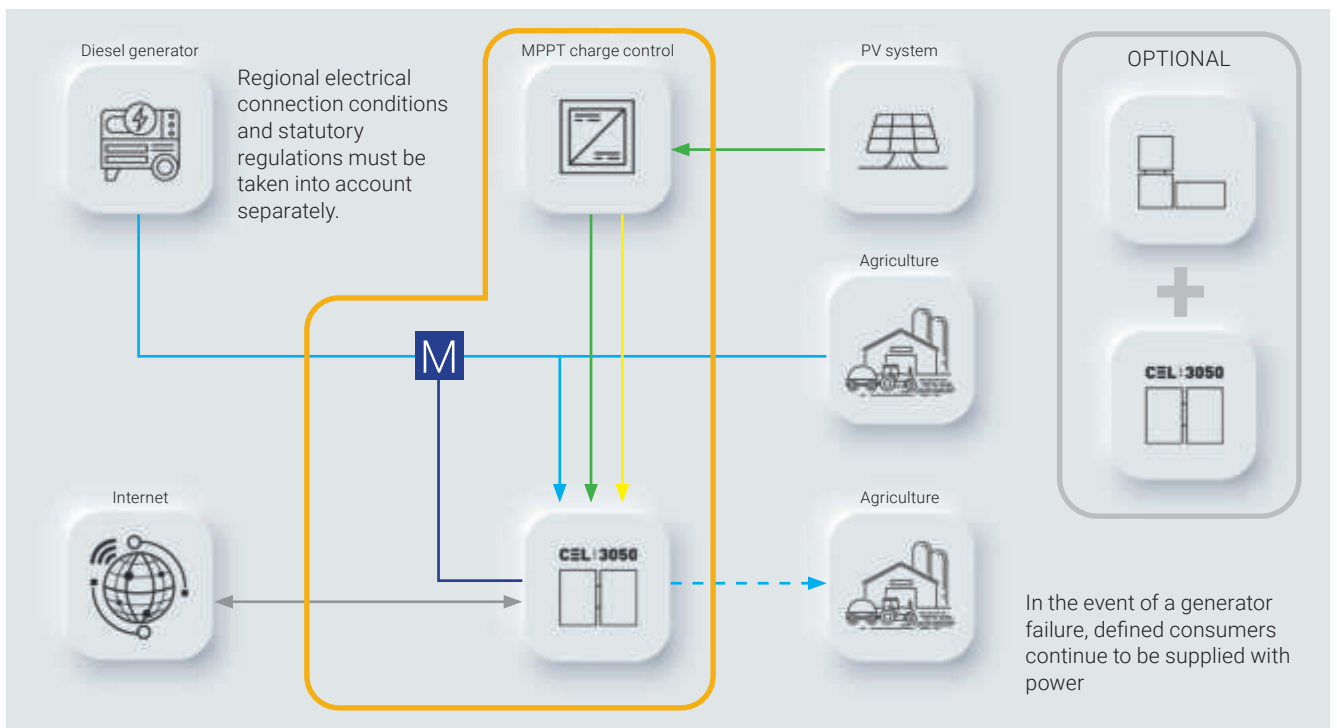 Diesel generator
Regional electrical
connection conditions
and statutory
regulations must be
taken into account
separately.
MPPT charge control
PV system
OPTIONAL
Agriculture
M
CEL:3050
Internet
CEL:3050
Agriculture
In the event of a generator
failure, defined consumers
continue to be supplied with
power